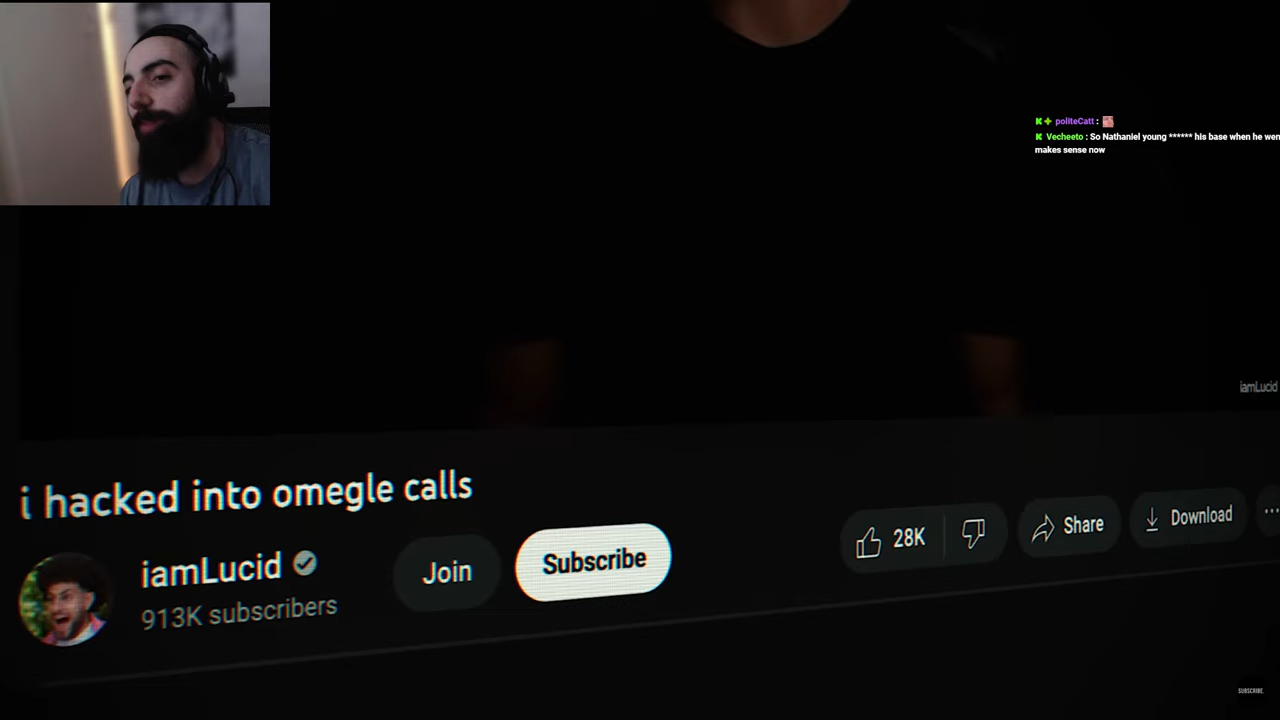 politeCatt :
Vecheeto : So Nathaniel young ****** his base when he wen
makes sense now
iamLucid
i hacked into omegle calls
iamLucid
913K subscribers
Join
Subscribe
28K
Share
Download
SUBSCRIBE.